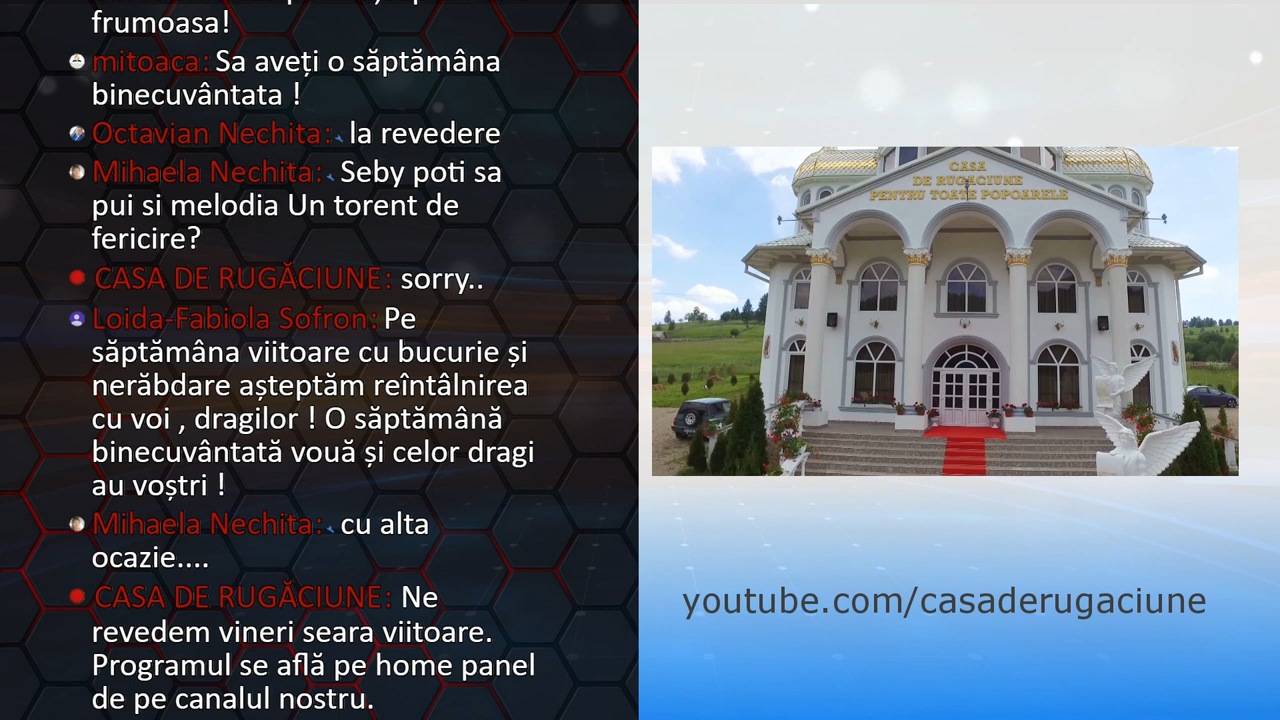 frumoasa!
mitoaca: Sa aveți o săptămâna
binecuvântata !
Octavian Nechita: la revedere
Mihaela Nechita: Seby poti sa
pui si melodia Un torent de
fericire?
CASA DE RUGĂCIUNE: sorry..
Loida-Fabiola Sofron: Pe
săptămâna viitoare cu bucurie și
nerăbdare așteptăm reîntâlnirea
cu voi , dragilor ! O săptămână
binecuvântată vouă și celor dragi
au voștri !
Mihaela Nechita: cu alta
ocazie....
CASA DE RUGĂCIUNE: Ne
revedem vineri seara viitoare.
Programul se află pe home panel
de pe canalul nostru.
CASA
DE RUGACIUNE
PENTRU TOATE POPOARELE
youtube.com/casaderugaciune